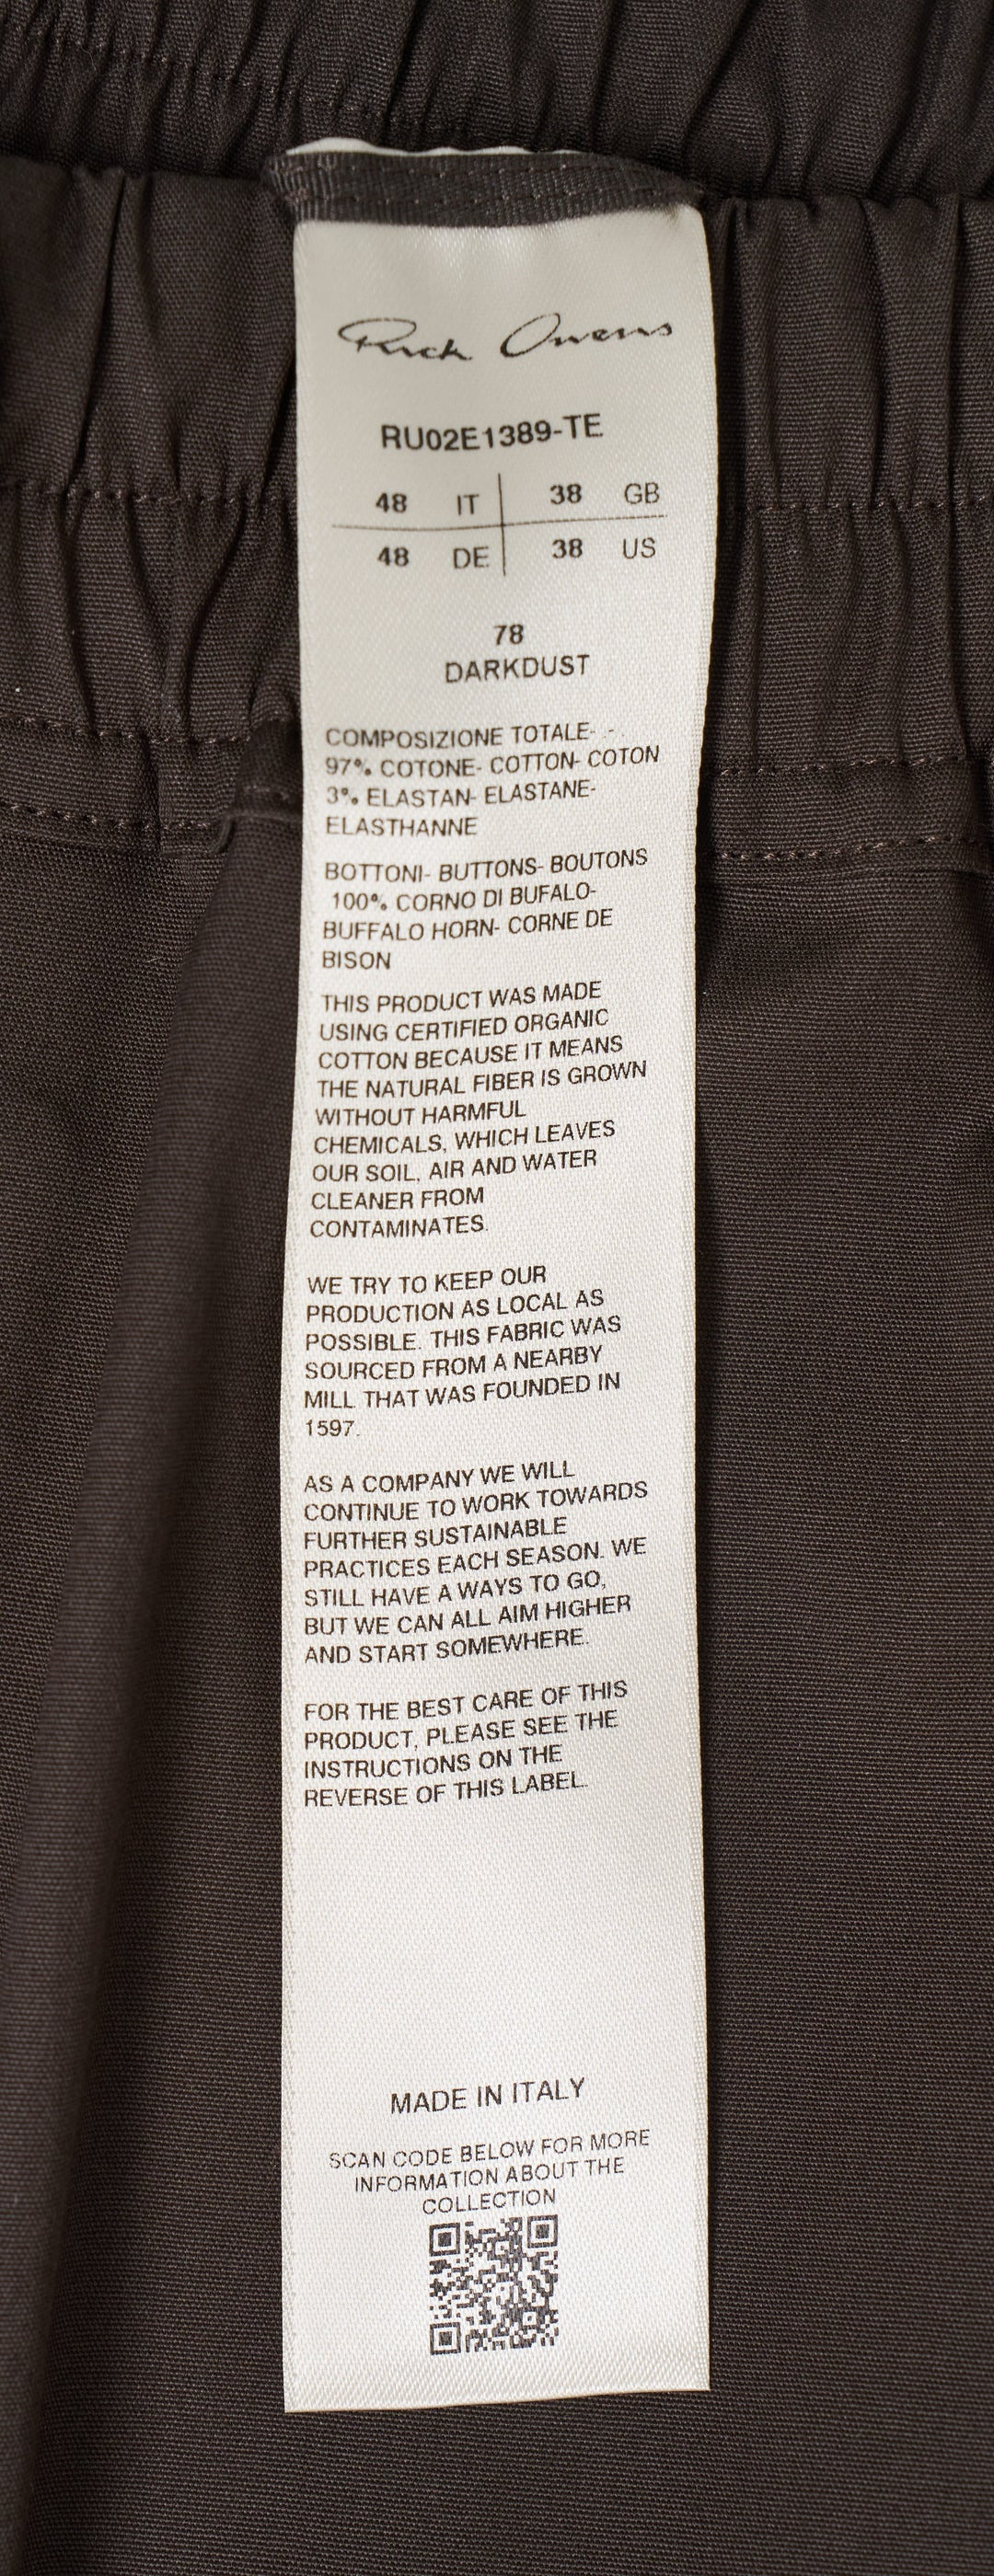 Rick Owens
RU02E1389-TE
48 IT 38 GB
48 DE 38 US
78
DARKDUST
COMPOSIZIONE TOTALE- -
97% COTONE- COTTON- COTON
3% ELASTAN- ELASTANE-
ELASTHANNE
BOTTONI- BUTTONS- BOUTONS
100% CORNO DI BUFALO-
BUFFALO HORN- CORNE DE
BISON
THIS PRODUCT WAS MADE
USING CERTIFIED ORGANIC
COTTON BECAUSE IT MEANS
THE NATURAL FIBER IS GROWN
WITHOUT HARMFUL
CHEMICALS, WHICH LEAVES
OUR SOIL, AIR AND WATER
CLEANER FROM
CONTAMINATES.
WE TRY TO KEEP OUR
PRODUCTION AS LOCAL AS
POSSIBLE. THIS FABRIC WAS
SOURCED FROM A NEARBY
MILL THAT WAS FOUNDED IN
1597.
AS A COMPANY WE WILL
CONTINUE TO WORK TOWARDS
FURTHER SUSTAINABLE
PRACTICES EACH SEASON. WE
STILL HAVE A WAYS TO GO,
BUT WE CAN ALL AIM HIGHER
AND START SOMEWHERE.
FOR THE BEST CARE OF THIS
PRODUCT, PLEASE SEE THE
INSTRUCTIONS ON THE
REVERSE OF THIS LABEL.
MADE IN ITALY
SCAN CODE BELOW FOR MORE
INFORMATION ABOUT THE
COLLECTION